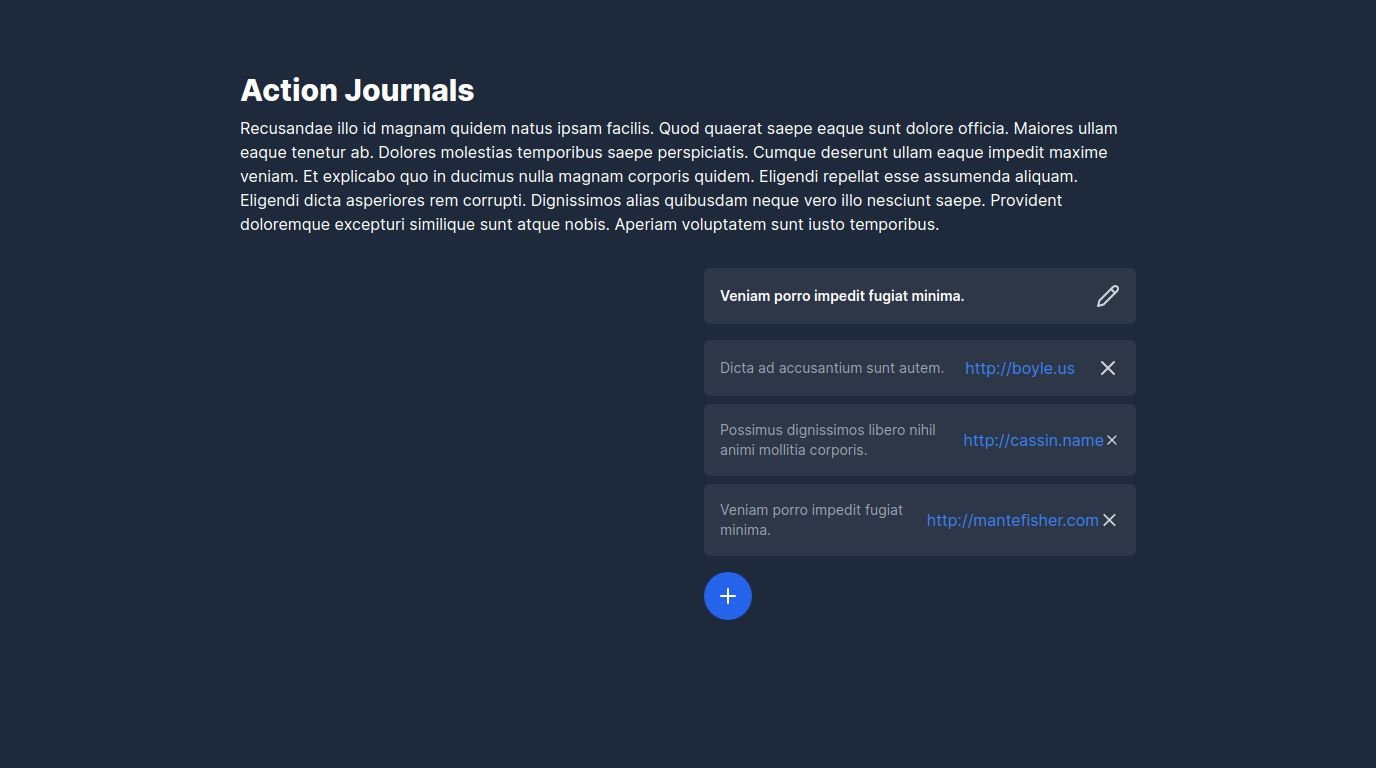 Action Journals
Recusandae illo id magnam quidem natus ipsam facilis. Quod quaerat saepe eaque sunt dolore officia. Maiores ullam
eaque tenetur ab. Dolores molestias temporibus saepe perspiciatis. Cumque deserunt ullam eaque impedit maxime
veniam. Et explicabo quo in ducimus nulla magnam corporis quidem. Eligendi repellat esse assumenda aliquam.
Eligendi dicta asperiores rem corrupti. Dignissimos alias quibusdam neque vero illo nesciunt saepe. Provident
doloremque excepturi similique sunt atque nobis. Aperiam voluptatem sunt iusto temporibus.
Veniam porro impedit fugiat minima.
Dicta ad accusantium sunt autem. http://boyle.us
Possimus dignissimos libero nihil
animi mollitia corporis.
http://cassin.name
Veniam porro impedit fugiat
minima.
http://mantefisher.com